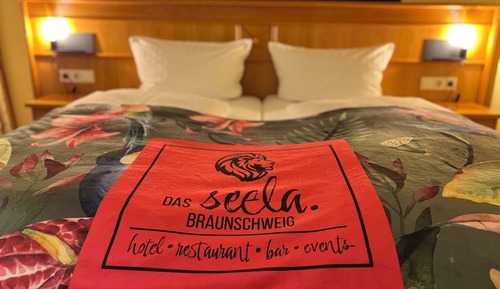 DAS seela.
BRAUNSCHWEIG
hotel • restaurant • bar • events